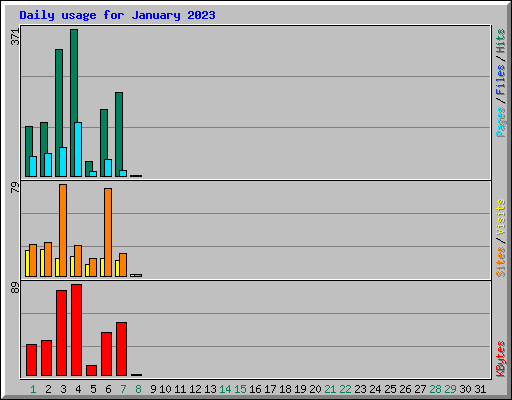 Daily usage for January 2023
371
Pages / Files / Hits
79
Sites / Visits
89
KBytes
1 2 3 4 5 6 7 8 9 10 11 12 13 14 15 16 17 18 19 20 21 22 23 24 25 26 27 28 29 30 31